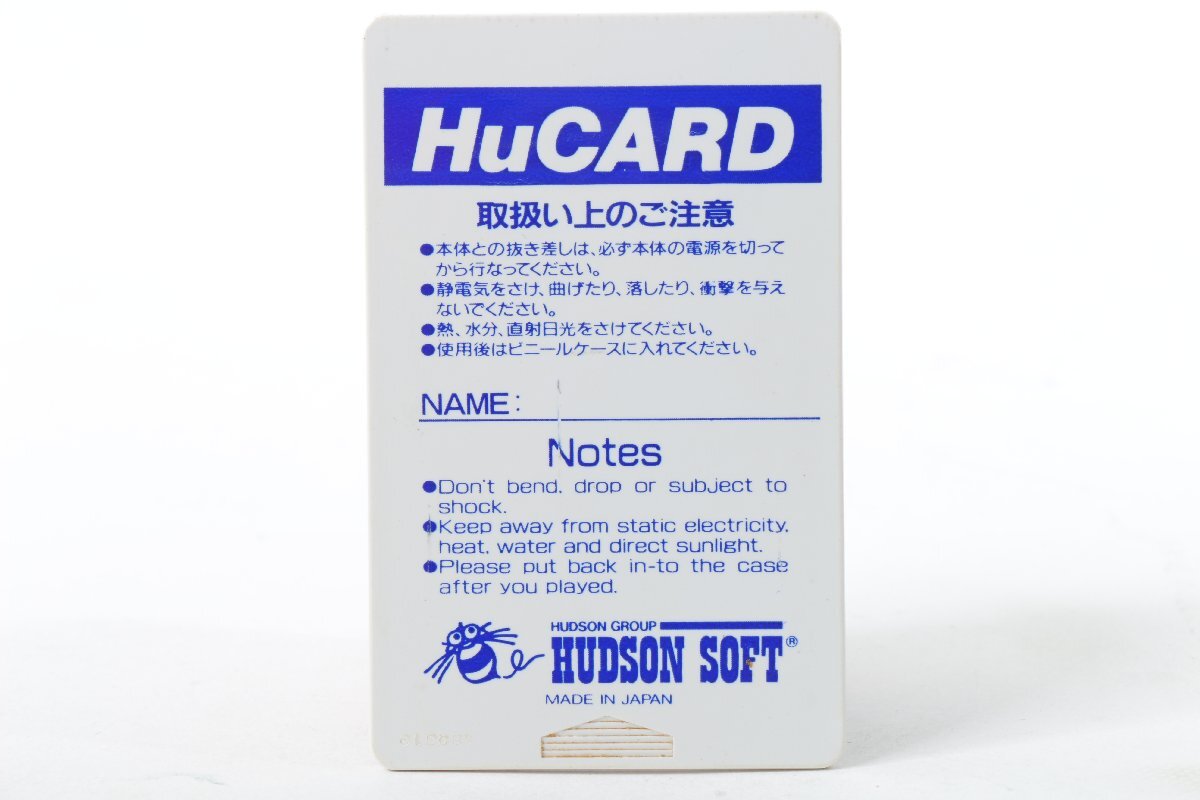 HuCARD
取扱い上のご注意
●本体との抜き差しは、必ず本体の電源を切って
から行なってください。
●静電気をさけ、曲げたり、落したり、衝撃を与え
ないでください。
●熱、水分、直射日光をさけてください。
●使用後はビニールケースに入れてください。
NAME:
Notes
●Don't bend, drop or subject to
shock.
●Keep away from static electricity,
heat, water and direct sunlight.
●Please put back in-to the case
after you played.
HUDSON GROUP
HUDSON SOFT®
MADE IN JAPAN